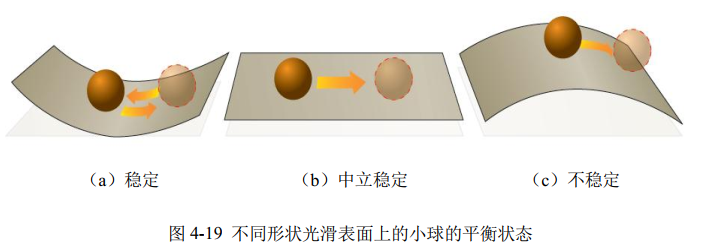 （a）稳定 （b）中立稳定 （c）不稳定
图 4-19 不同形状光滑表面上的小球的平衡状态